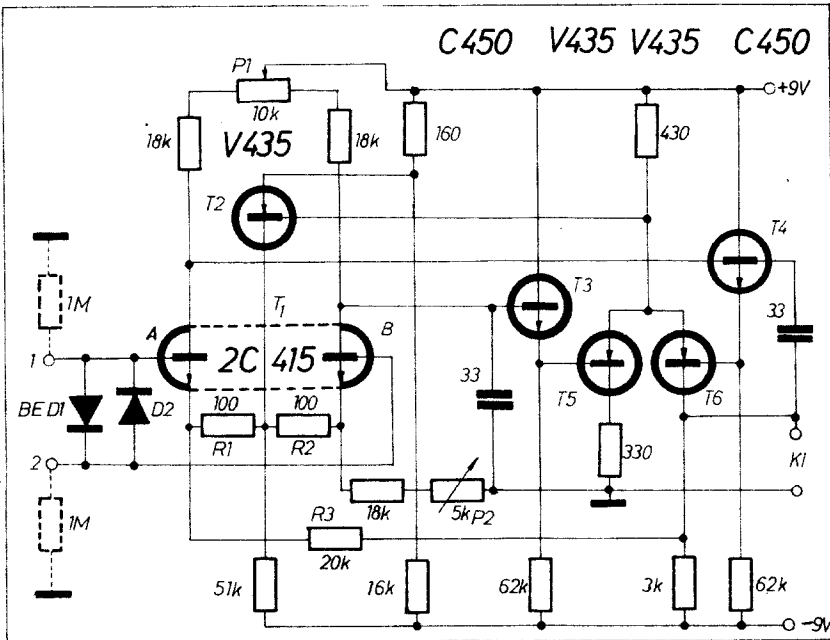 C450 V435 V435 C450
P1
+9V
10k
18k
V435
18k
160
430
T2
T4
T3
1M
33
T1
A
B
2C 415
1
33
BE D1
D2
T5
T6
100
100
R1
R2
330
KI
2
18k
5k
P2
1M
R3
20k
51k
16k
62k
3k
62k
-9V